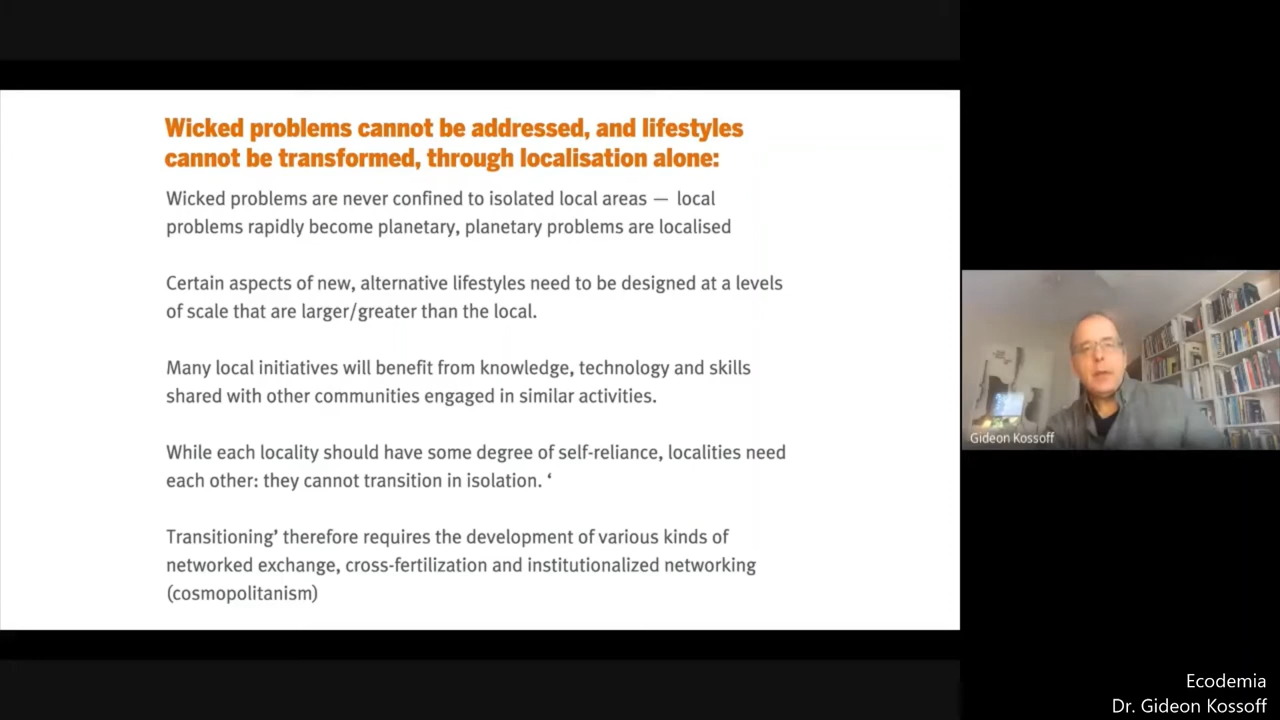 Wicked problems cannot be addressed, and lifestyles
cannot be transformed, through localisation alone:
Wicked problems are never confined to isolated local areas — local
problems rapidly become planetary, planetary problems are localised
Certain aspects of new, alternative lifestyles need to be designed at a levels
of scale that are larger/greater than the local.
Many local initiatives will benefit from knowledge, technology and skills
shared with other communities engaged in similar activities.
While each locality should have some degree of self-reliance, localities need
each other: they cannot transition in isolation. ‘
Transitioning’ therefore requires the development of various kinds of
networked exchange, cross-fertilization and institutionalized networking
(cosmopolitanism)
Gideon Kossoff
Ecodemia
Dr. Gideon Kossoff